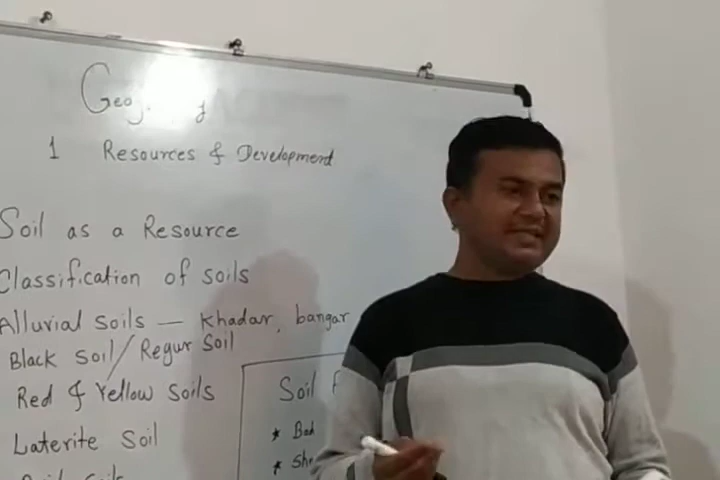 1 Resources & Development
Soil as a Resource
Classification of soils
Alluvial soils — Khadar, bangar
Black soil / Regur Soil
Red & Yellow Soils
Laterite Soil
Soil